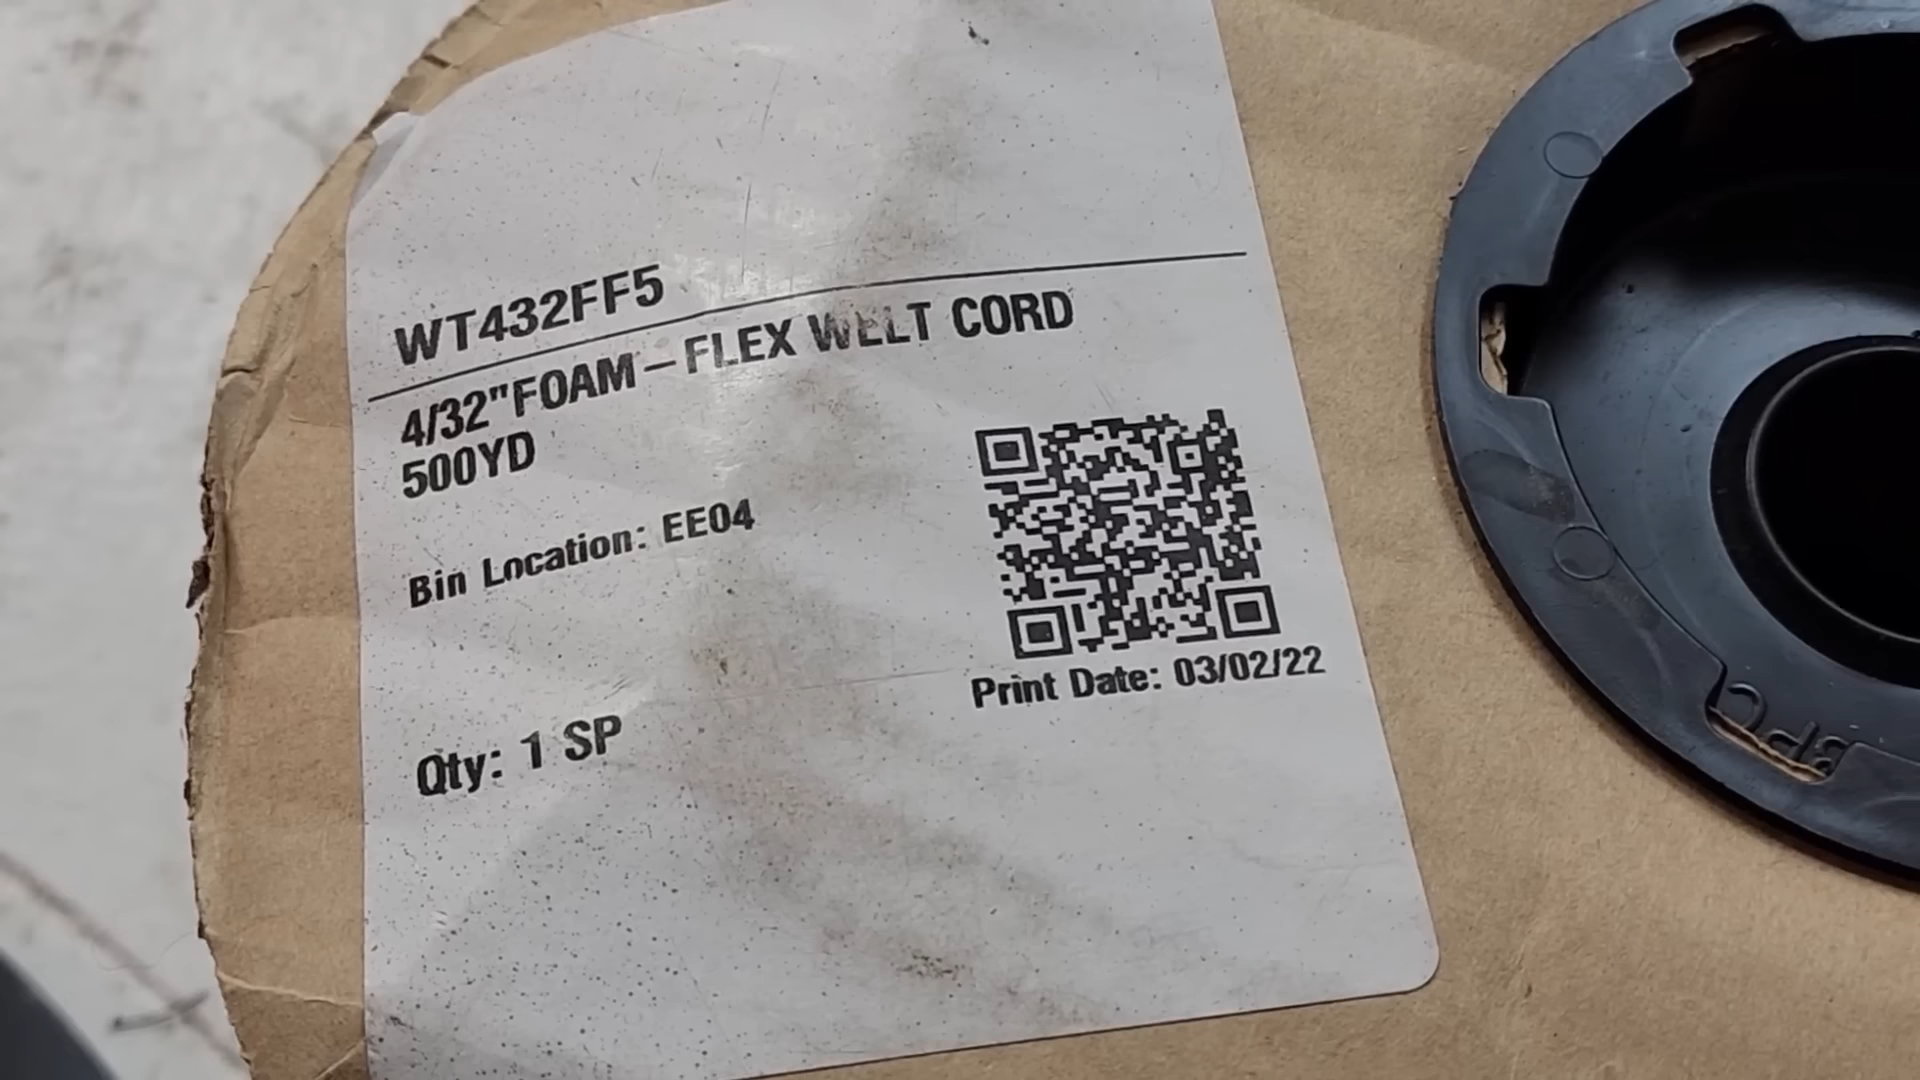 WT432FF5
4/32"FOAM-FLEX WELT CORD
500YD
Bin Location: EE04
Print Date: 03/02/22
Qty: 1 SP
BPC